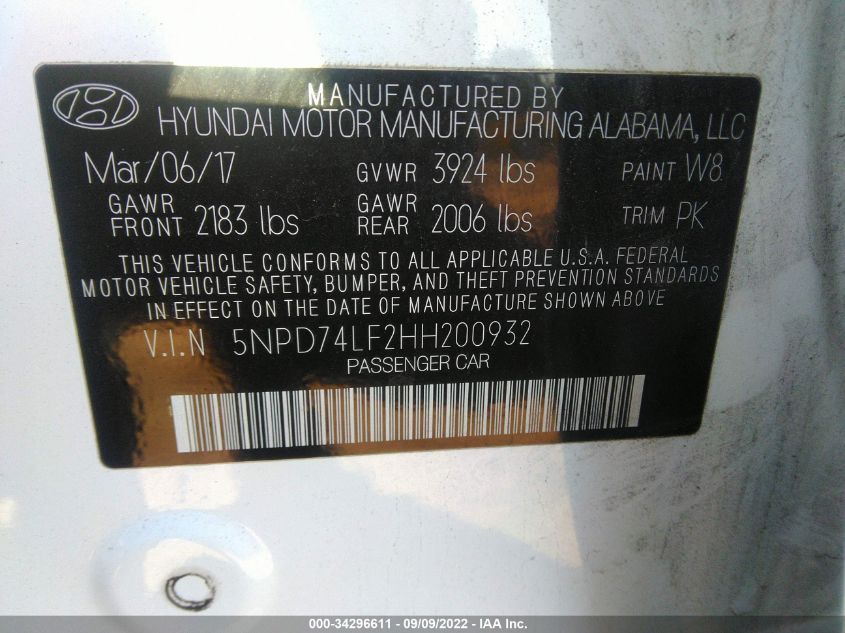 MANUFACTURED BY
HYUNDAI MOTOR MANUFACTURING ALABAMA, LLC
Mar/06/17 GVWR 3924 lbs PAINT W8
GAWR FRONT 2183 lbs GAWR REAR 2006 lbs TRIM PK
THIS VEHICLE CONFORMS TO ALL APPLICABLE U.S.A. FEDERAL
MOTOR VEHICLE SAFETY, BUMPER, AND THEFT PREVENTION STANDARDS
IN EFFECT ON THE DATE OF MANUFACTURE SHOWN ABOVE
V.I.N 5NPD74LF2HH200932
PASSENGER CAR
000-34296611 - 09/09/2022 - IAA Inc.